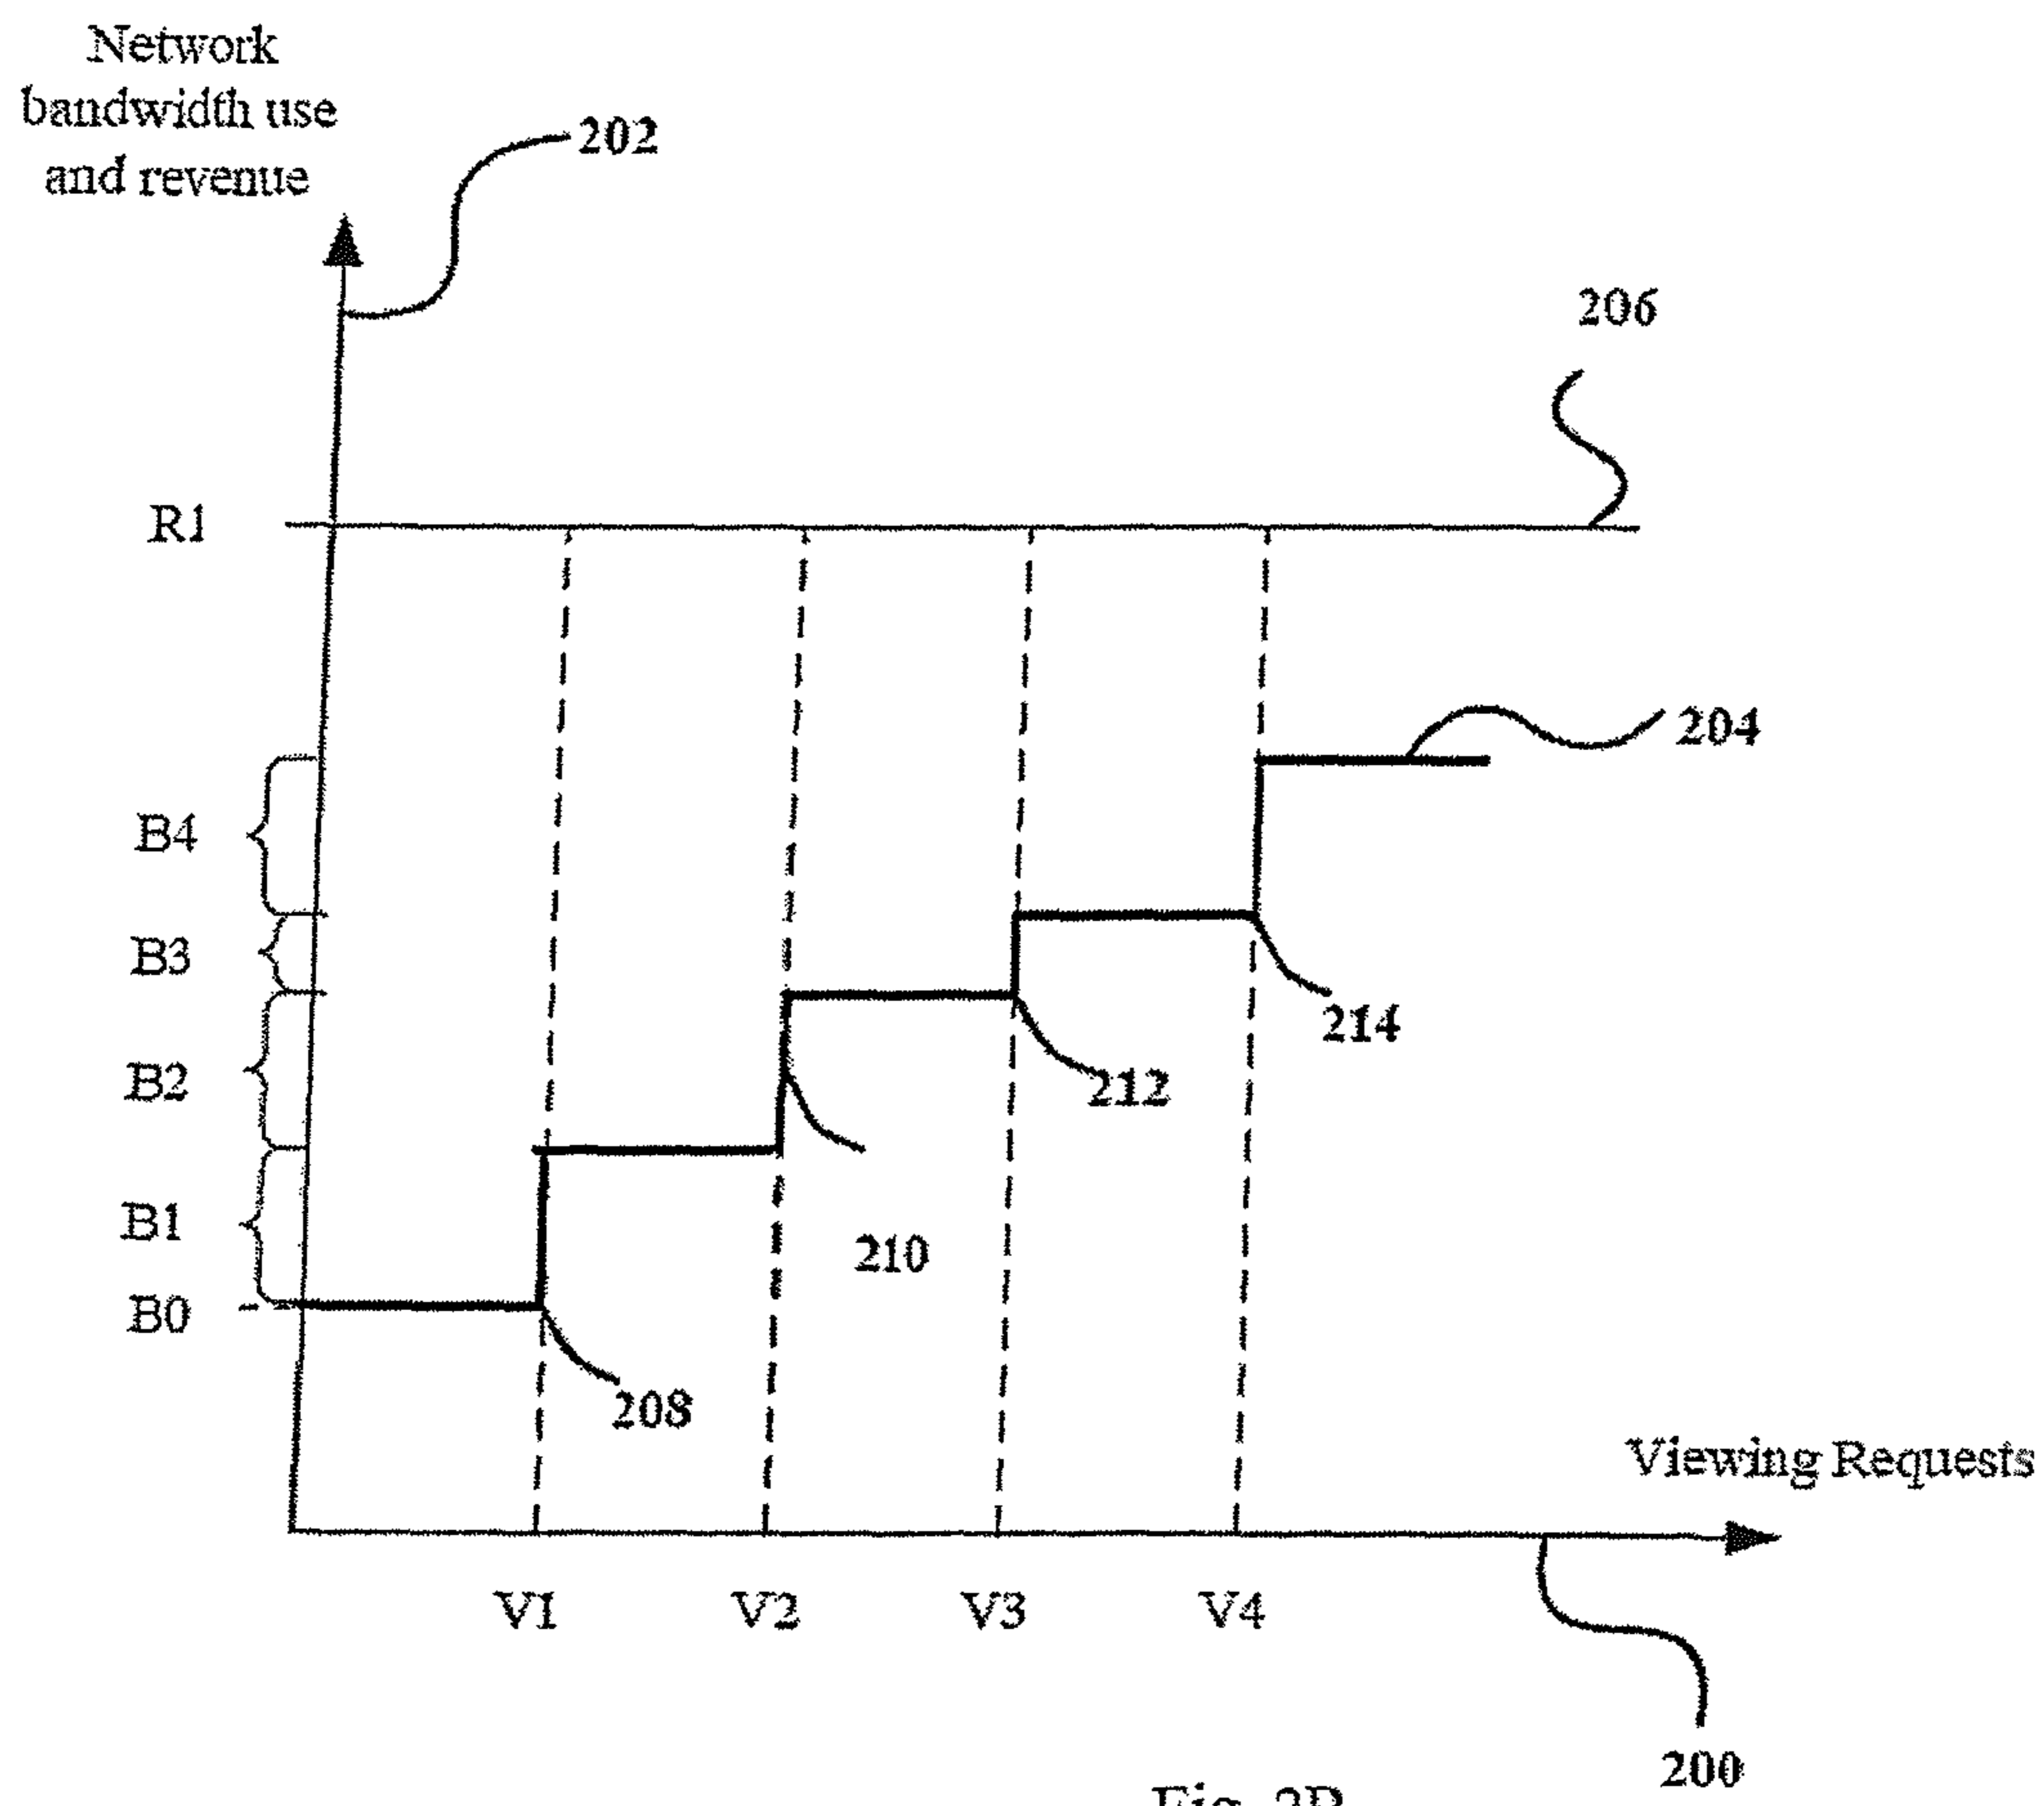 Network
bandwidth use
and revenue
202
206
R1
204
B4
B3
214
B2
212
B1
210
B0
208
Viewing Requests
V1 V2 V3 V4
200